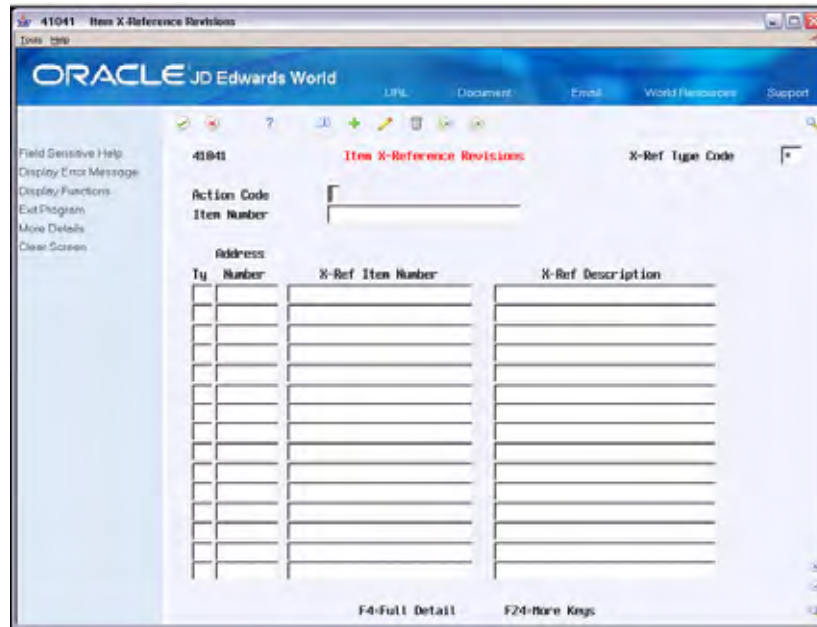 41041 Item X-Reference Revisions
Tools Help
ORACLE JD Edwards World
URL Document Email World Resources Support
?
Field Sensitive Help
Display Error Message
Display Functions
Exit Program
More Details
Clear Screen
41041 Item X-Reference Revisions X-Ref Type Code *
Action Code
Item Number
Address
Ty Number X-Ref Item Number X-Ref Description
F4=Full Detail F24=More Keys